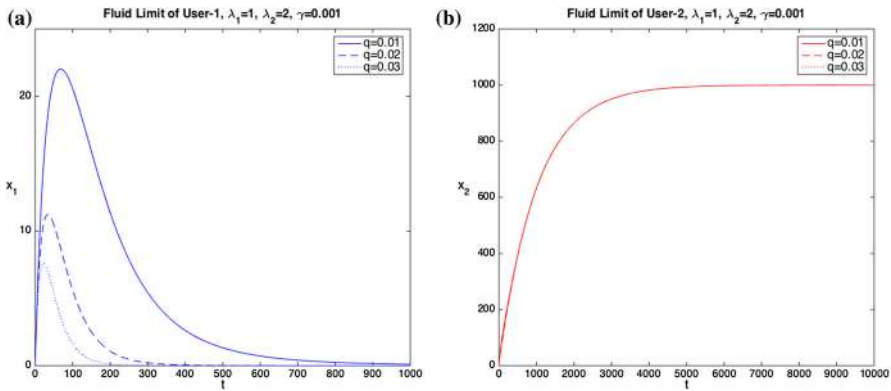 (a)
Fluid Limit of User-1, λ₁=1, λ₂=2, γ=0.001
q=0.01
q=0.02
q=0.03
20
10
0
x₁
0 100 200 300 400 500 600 700 800 900 1000
t
(b)
Fluid Limit of User-2, λ₁=1, λ₂=2, γ=0.001
q=0.01
q=0.02
q=0.03
1200
1000
800
600
400
200
0
x₂
0 1000 2000 3000 4000 5000 6000 7000 8000 9000 10000
t